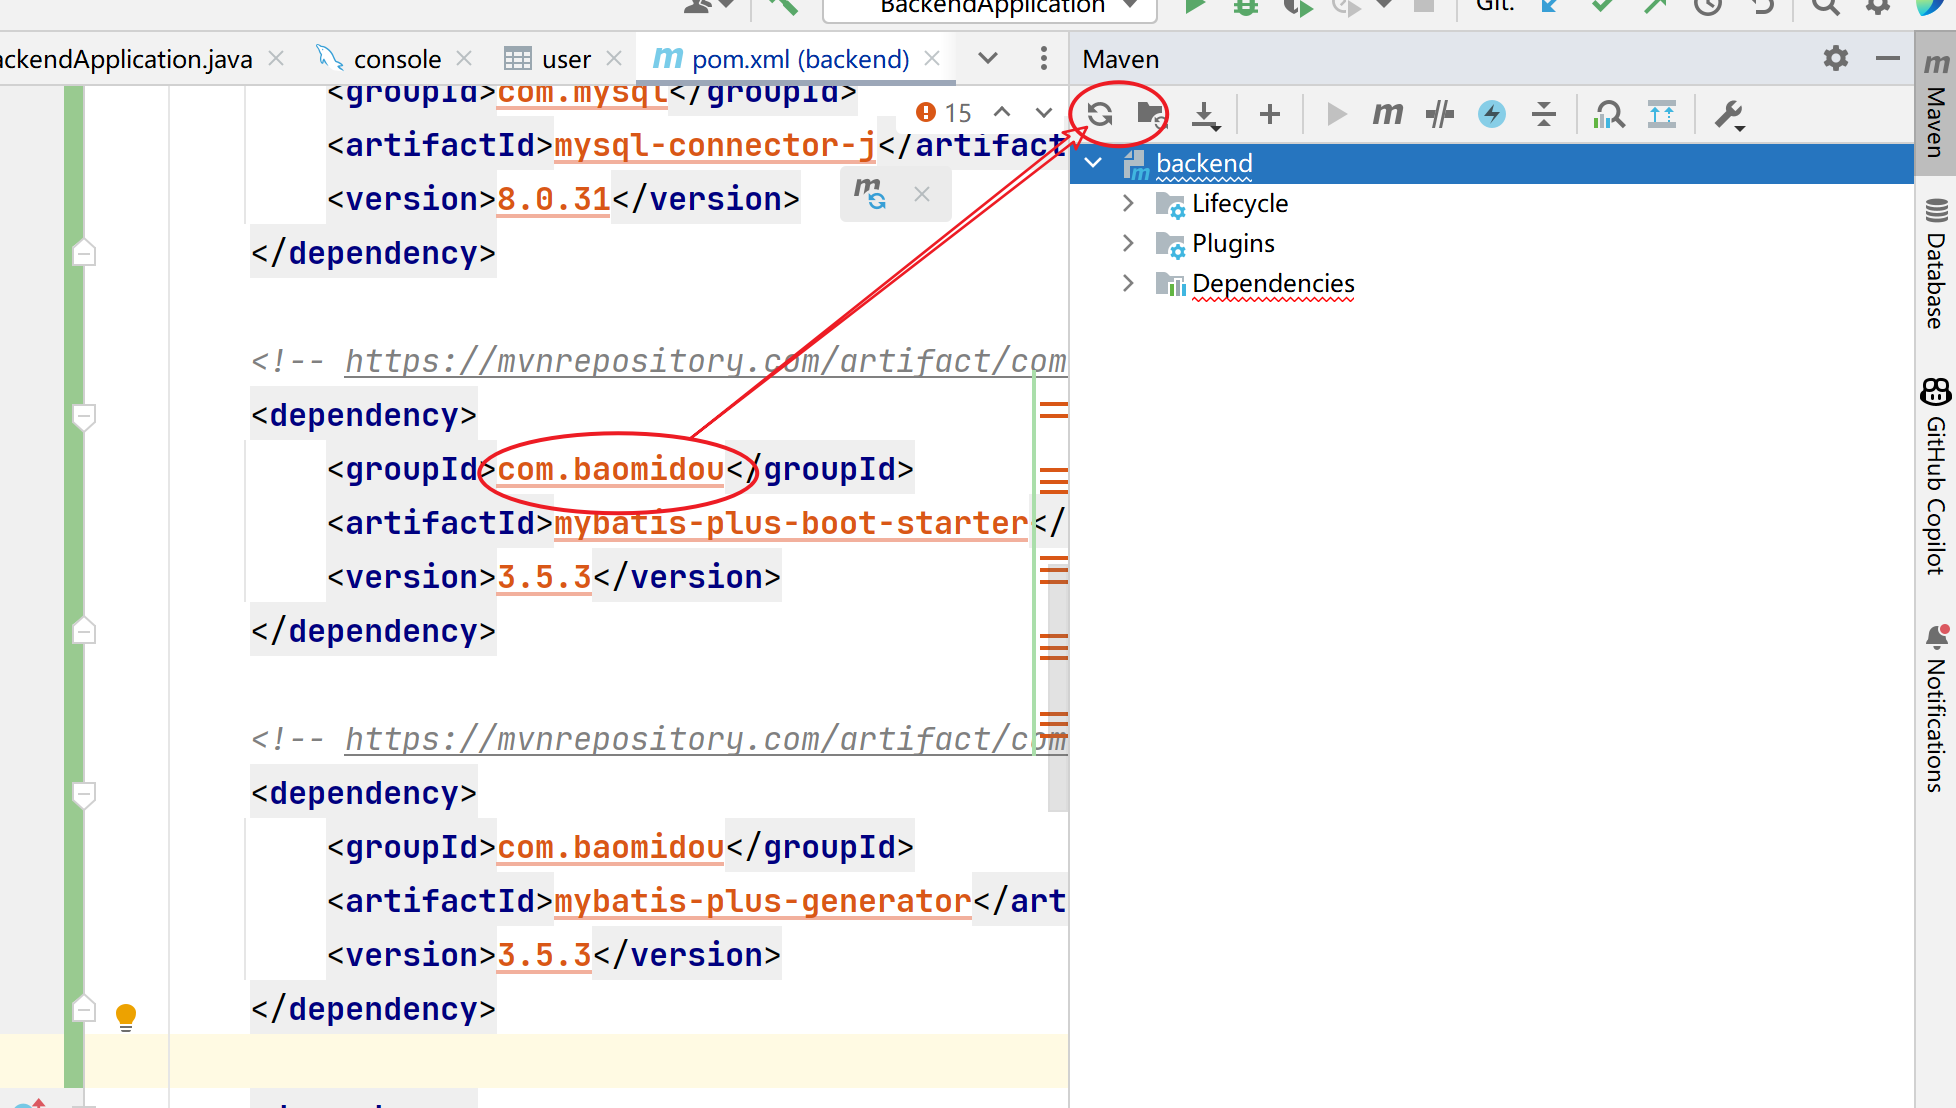 BackendApplication
Git:
ckendApplication.java
console
user
pom.xml (backend)
Maven
<groupId>com.mysql</groupId>
15
<artifactId>mysql-connector-j</artifact
<version>8.0.31</version>
</dependency>
<!-- https://mvnrepository.com/artifact/com
<dependency>
<groupId>com.baomidou</groupId>
<artifactId>mybatis-plus-boot-starter</
<version>3.5.3</version>
</dependency>
<!-- https://mvnrepository.com/artifact/com
<dependency>
<groupId>com.baomidou</groupId>
<artifactId>mybatis-plus-generator</art
<version>3.5.3</version>
</dependency>
backend
Lifecycle
Plugins
Dependencies
Maven
Database
GitHub Copilot
Notifications